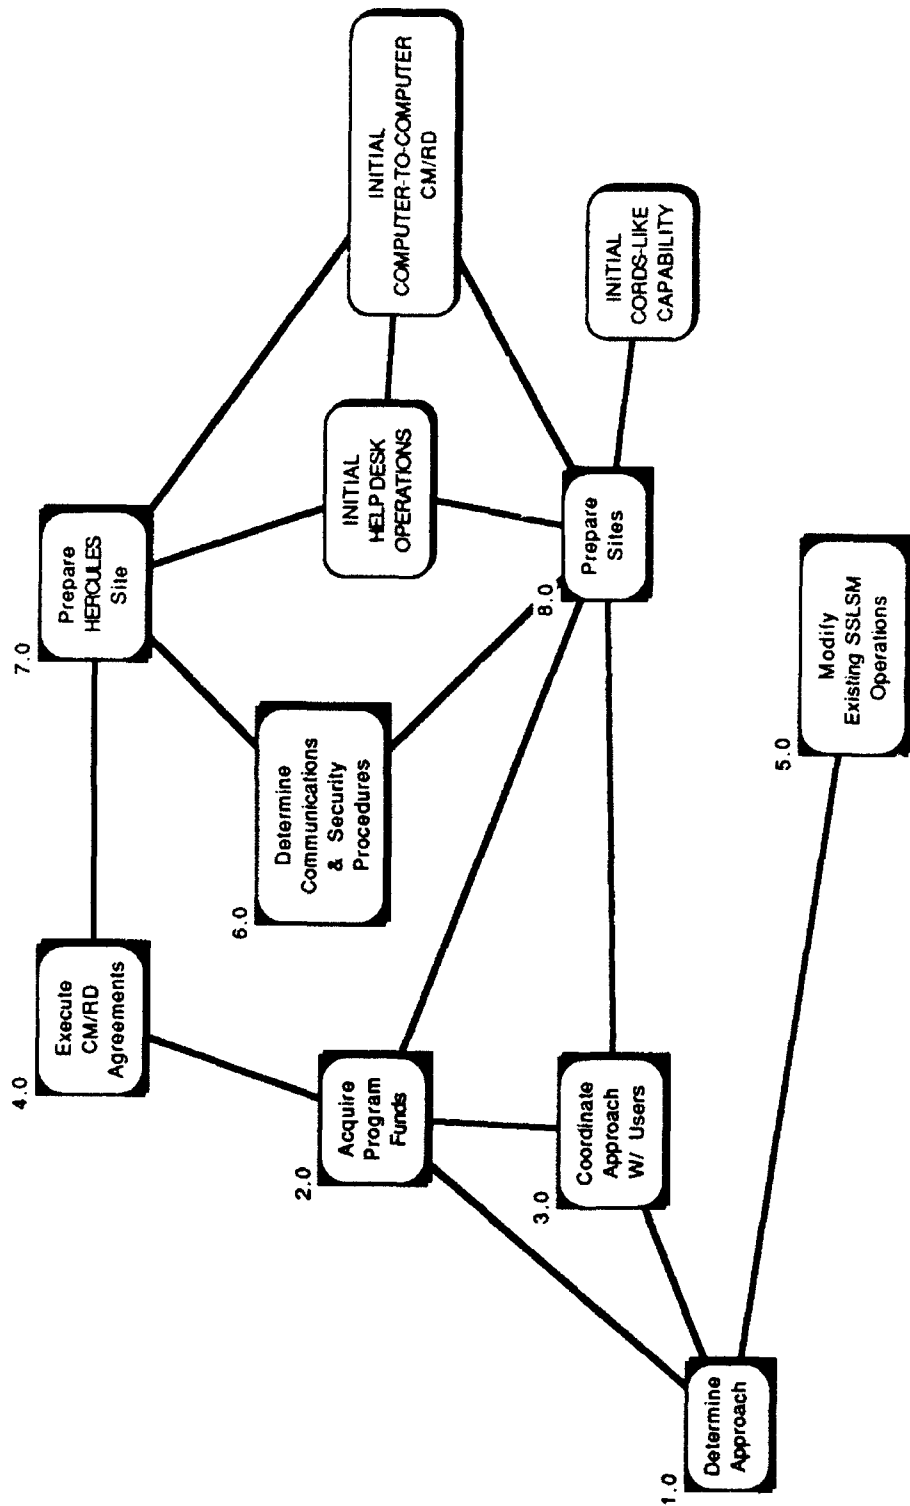 1.0
Determine
Approach
2.0
Acquire
Program
Funds
3.0
Coordinate
Approach
W/ Users
4.0
Execute
CM/RD
Agreements
5.0
Modify
Existing SSLSM
Operations
6.0
Determine
Communications
& Security
Procedures
7.0
Prepare
HERCULES
Site
8.0
Prepare
Sites
INITIAL
HELP DESK
OPERATIONS
INITIAL
COMPUTER-TO-COMPUTER
CM/RD
INITIAL
CORDS-LIKE
CAPABILITY